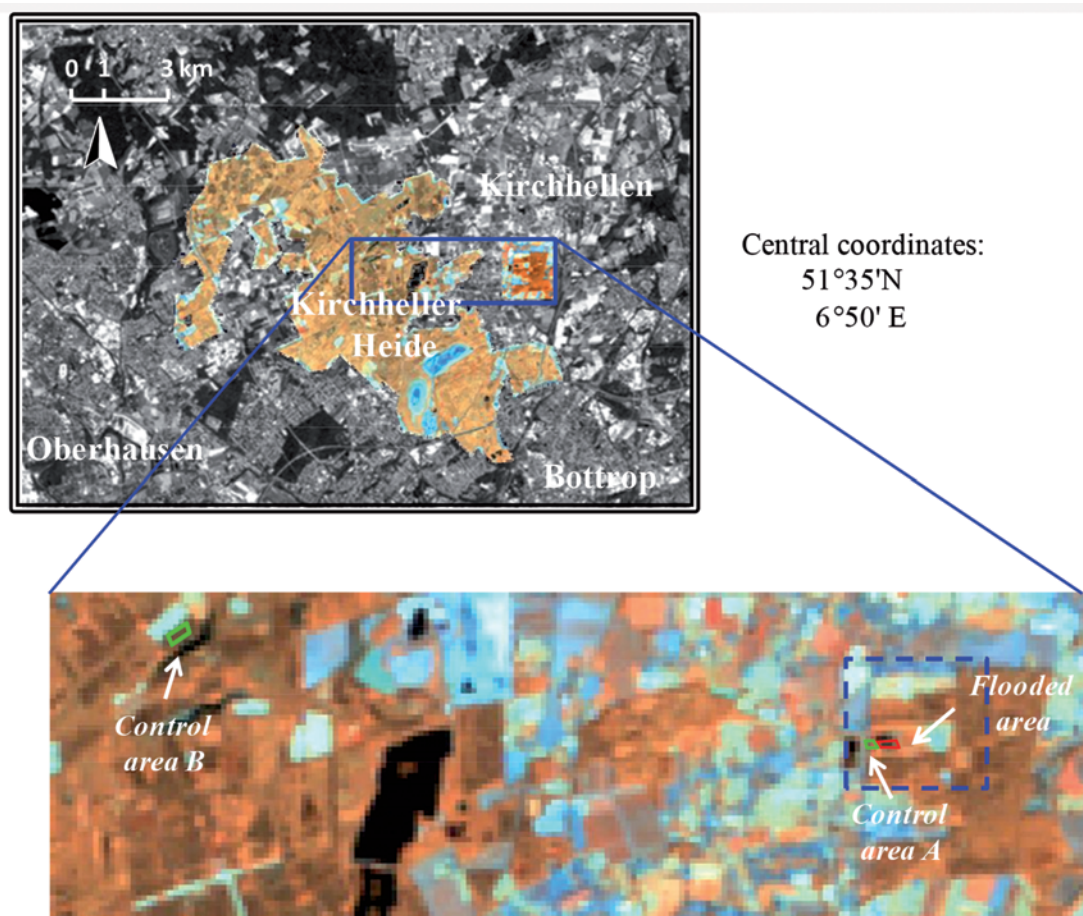 0 1 3 km
Kirchhellen
Kirchheller
Heide
Oberhausen
Bottrop
Central coordinates:
51°35'N
6°50' E
Control
area B
Flooded
area
Control
area A